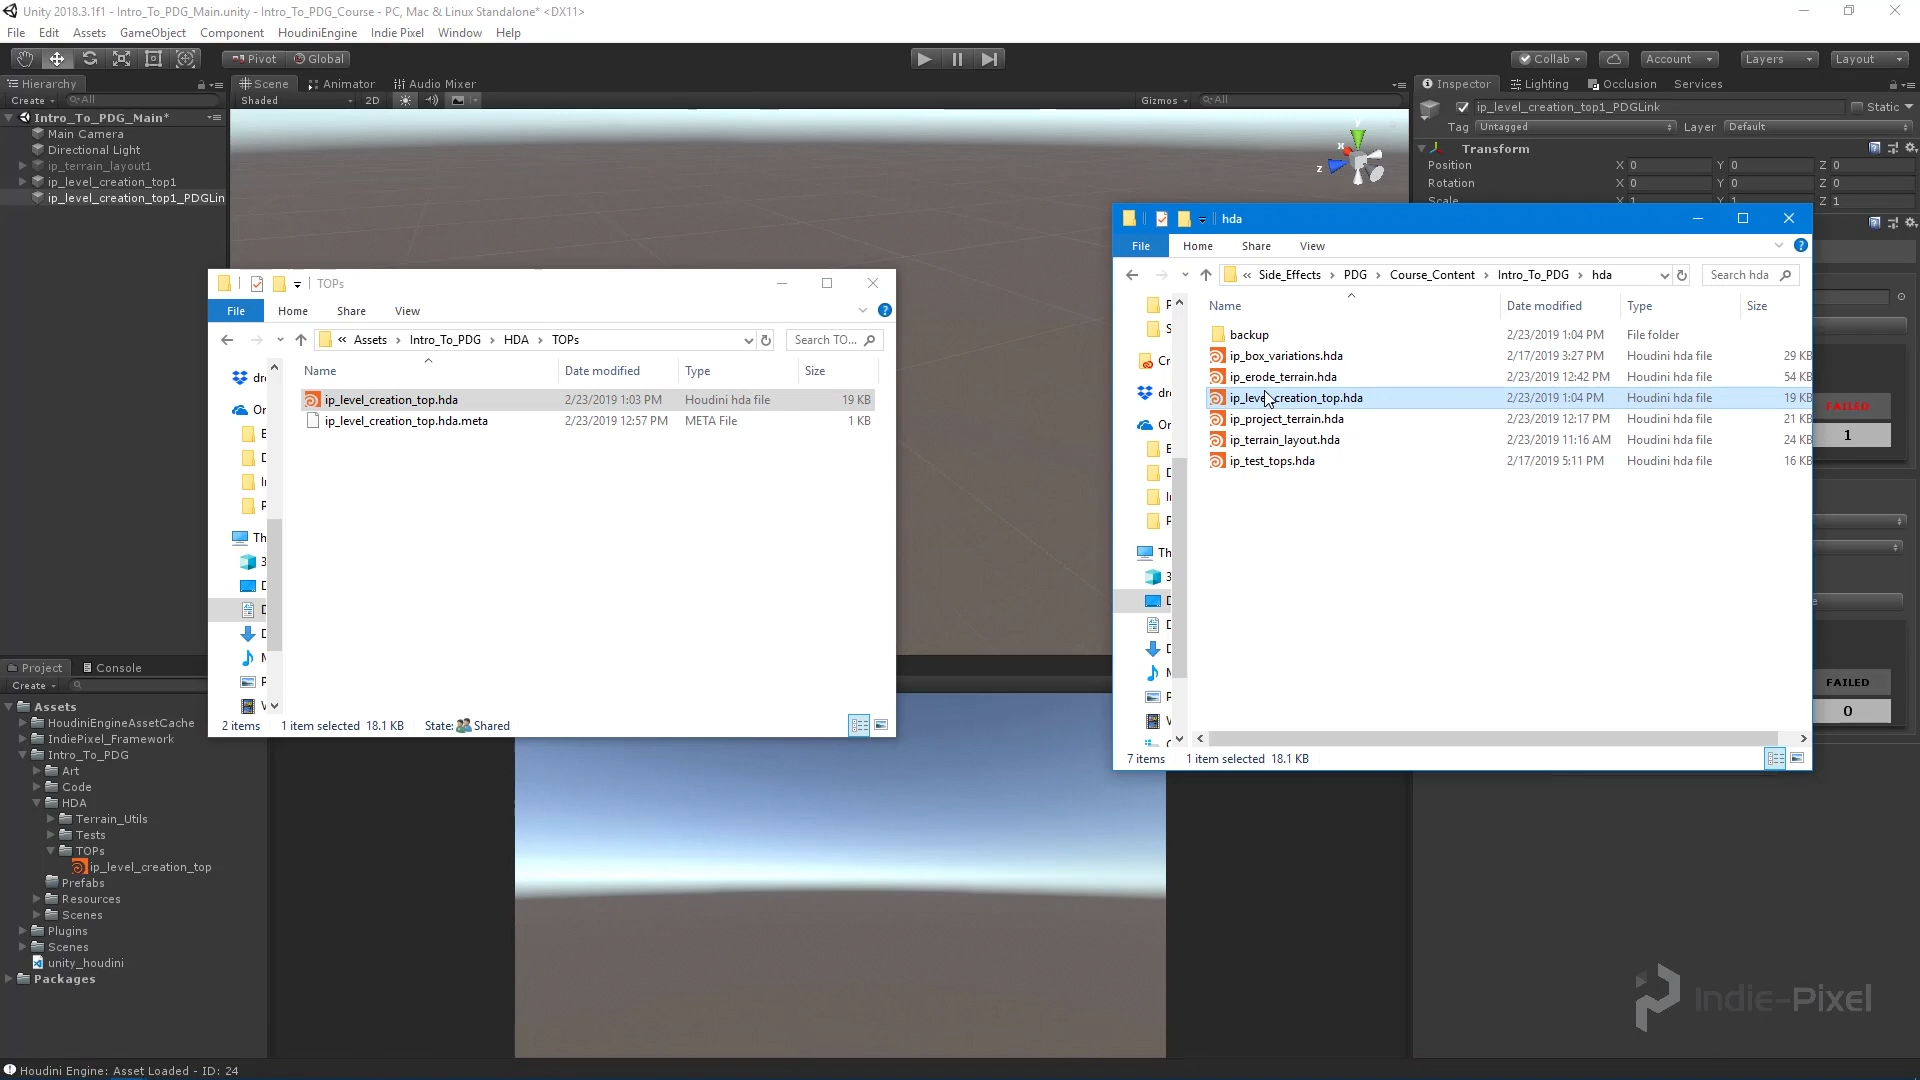 Unity 2018.3.1f1 - Intro_To_PDG_Main.unity - Intro_To_PDG_Course - PC, Mac & Linux Standalone* <DX11>
File Edit Assets GameObject Component HoudiniEngine Indie Pixel Window Help
Pivot Global Collab Account Layers Layout
Hierarchy
Create All
Intro_To_PDG_Main*
Main Camera
Directional Light
ip_terrain_layout1
ip_level_creation_top1
ip_level_creation_top1_PDGLin
Scene Animator Audio Mixer
Shaded 2D Gizmos All
y
x
z
Inspector Lighting Occlusion Services
ip_level_creation_top1_PDGLink Static
Tag Untagged Layer Default
Transform
Position X 0 Y 0 Z 0
Rotation X 0 Y 0 Z 0
Scale X 1 Y 1 Z 1
FAILED
1
FAILED
0
TOPs
File Home Share View
« Assets > Intro_To_PDG > HDA > TOPs
Search TO...
Name Date modified Type Size
ip_level_creation_top.hda 2/23/2019 1:03 PM Houdini hda file 19 KB
ip_level_creation_top.hda.meta 2/23/2019 12:57 PM META File 1 KB
2 items 1 item selected 18.1 KB State: Shared
hda
File Home Share View
« Side_Effects > PDG > Course_Content > Intro_To_PDG > hda
Search hda
Name Date modified Type Size
backup 2/23/2019 1:04 PM File folder
ip_box_variations.hda 2/17/2019 3:27 PM Houdini hda file 29 KB
ip_erode_terrain.hda 2/23/2019 12:42 PM Houdini hda file 54 KB
ip_level_creation_top.hda 2/23/2019 1:04 PM Houdini hda file 19 KB
ip_project_terrain.hda 2/23/2019 12:17 PM Houdini hda file 21 KB
ip_terrain_layout.hda 2/23/2019 11:16 AM Houdini hda file 24 KB
ip_test_tops.hda 2/17/2019 5:11 PM Houdini hda file 16 KB
7 items 1 item selected 18.1 KB
Project Console
Create
Assets
HoudiniEngineAssetCache
IndiePixel_Framework
Intro_To_PDG
Art
Code
HDA
Terrain_Utils
Tests
TOPs
ip_level_creation_top
Prefabs
Resources
Scenes
Plugins
Scenes
unity_houdini
Packages
Indie-Pixel
Houdini Engine: Asset Loaded - ID: 24